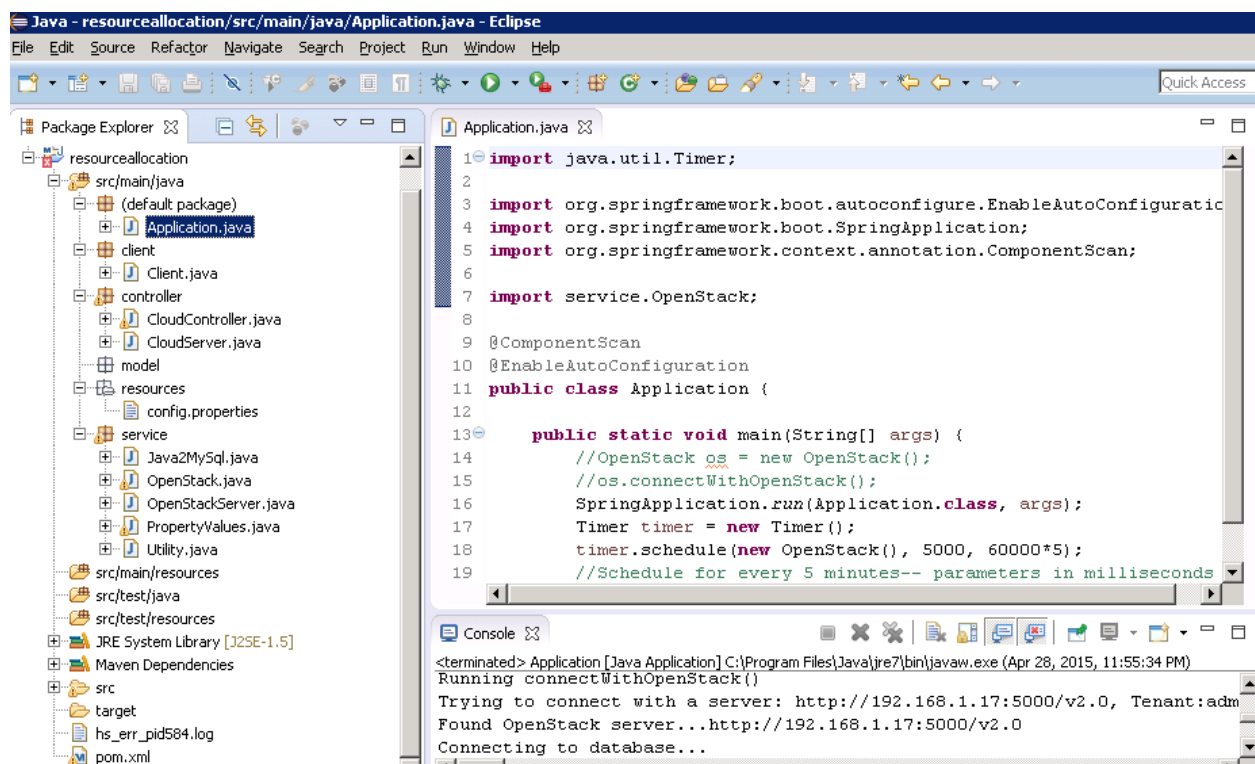 Java - resourceallocation/src/main/java/Application.java - Eclipse
File Edit Source Refactor Navigate Search Project Run Window Help
Quick Access
Package Explorer
resourceallocation
src/main/java
(default package)
Application.java
client
Client.java
controller
CloudController.java
CloudServer.java
model
resources
config.properties
service
Java2MySql.java
OpenStack.java
OpenStackServer.java
PropertyValues.java
Utility.java
src/main/resources
src/test/java
src/test/resources
JRE System Library [J2SE-1.5]
Maven Dependencies
src
target
hs_err_pid584.log
pom.xml
Application.java
1 import java.util.Timer;
2
3 import org.springframework.boot.autoconfigure.EnableAutoConfiguratic
4 import org.springframework.boot.SpringApplication;
5 import org.springframework.context.annotation.ComponentScan;
6
7 import service.OpenStack;
8
9 @ComponentScan
10 @EnableAutoConfiguration
11 public class Application {
12
13 public static void main(String[] args) {
14 //OpenStack os = new OpenStack();
15 //os.connectWithOpenStack();
16 SpringApplication.run(Application.class, args);
17 Timer timer = new Timer();
18 timer.schedule(new OpenStack(), 5000, 60000*5);
19 //Schedule for every 5 minutes-- parameters in milliseconds
Console
<terminated> Application [Java Application] C:\Program Files\Java\jre7\bin\javaw.exe (Apr 28, 2015, 11:55:34 PM)
Running connectWithOpenStack()
Trying to connect with a server: http://192.168.1.17:5000/v2.0, Tenant:adm
Found OpenStack server...http://192.168.1.17:5000/v2.0
Connecting to database...